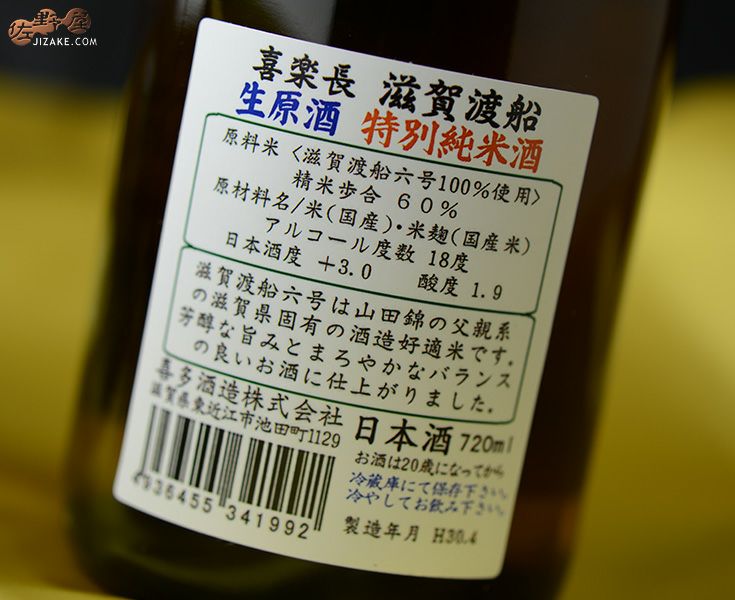 佐野屋
JIZAKE.COM
喜楽長 滋賀渡船
生原酒 特別純米酒
原料米〈滋賀渡船六号100%使用〉
精米歩合 60%
原材料名/米(国産)・米麹(国産米)
アルコール度数 18度
日本酒度 +3.0 酸度 1.9
滋賀渡船六号は山田錦の父親系
の滋賀県固有の酒造好適米です。
芳醇な旨みとまろやかなバランス
の良いお酒に仕上がりました。
喜多酒造株式会社
滋賀県東近江市池田町1129
日本酒 720ml
お酒は20歳になってから
冷蔵庫にて保存下さい。
冷やしてお飲み下さい。
製造年月 H30.4
4936455 341992